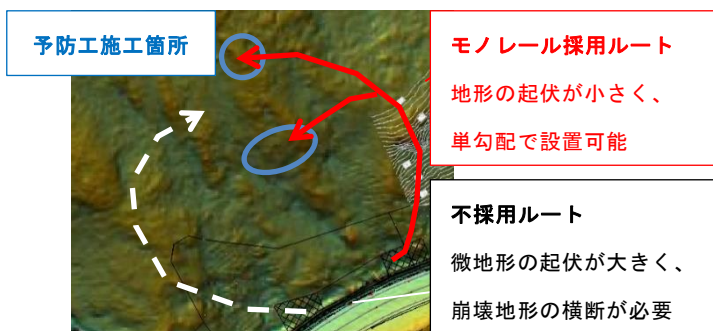 予防工施工箇所
モノレール採用ルート
地形の起伏が小さく、
単勾配で設置可能
不採用ルート
微地形の起伏が大きく、
崩壊地形の横断が必要